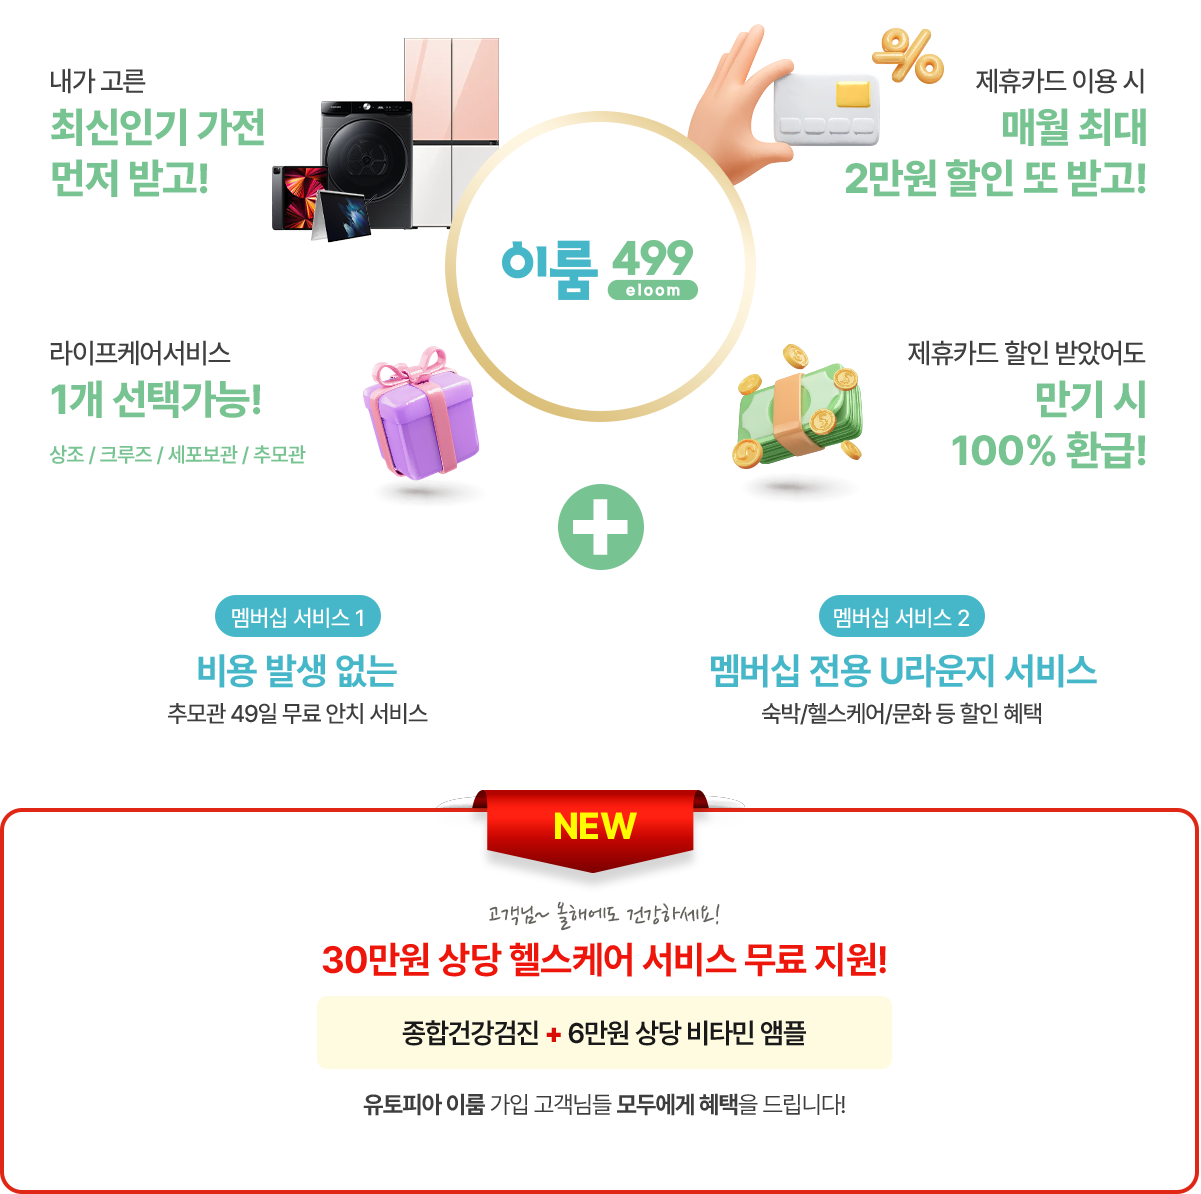 내가 고른
최신인기 가전
먼저 받고!
제휴카드 이용 시
매월 최대
2만원 할인 또 받고!
이룸 499
eloom
라이프케어서비스
1개 선택가능!
상조 / 크루즈 / 세포보관 / 추모관
제휴카드 할인 받았어도
만기 시
100% 환급!
멤버십 서비스 1
비용 발생 없는
추모관 49일 무료 안치 서비스
멤버십 서비스 2
멤버십 전용 U라운지 서비스
숙박/헬스케어/문화 등 할인 혜택
NEW
고객님~ 올해에도 건강하세요!
30만원 상당 헬스케어 서비스 무료 지원!
종합건강검진 + 6만원 상당 비타민 앰플
유토피아 이룸 가입 고객님들 모두에게 혜택을 드립니다!